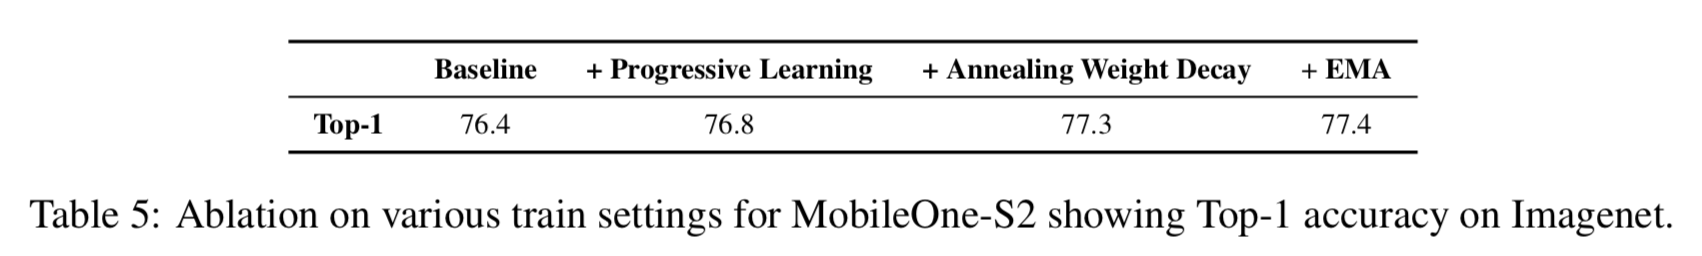 Baseline + Progressive Learning + Annealing Weight Decay + EMA
Top-1 76.4 76.8 77.3 77.4
Table 5: Ablation on various train settings for MobileOne-S2 showing Top-1 accuracy on Imagenet.